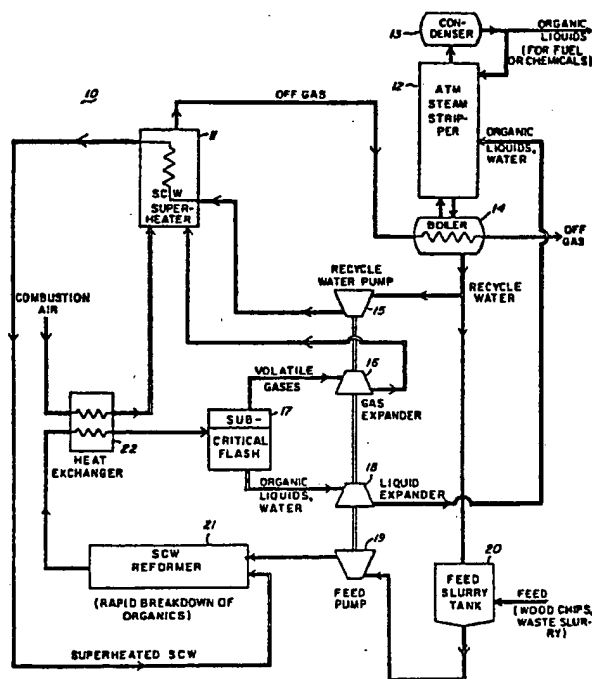 13
CON-
DENSER
ORGANIC
LIQUIDS
(FOR FUEL
OR CHEMICALS)
10
OFF GAS
12
ATM
STEAM
STRIP-
PER
11
SCW
SUPER-
HEATER
ORGANIC
LIQUIDS,
WATER
14
BOILER
OFF
GAS
RECYCLE
WATER PUMP
15
RECYCLE
WATER
COMBUSTION
AIR
VOLATILE
GASES
16
GAS
EXPANDER
17
SUB-
CRITICAL
FLASH
22
HEAT
EXCHANGER
ORGANIC
LIQUIDS,
WATER
18
LIQUID
EXPANDER
21
SCW
REFORMER
(RAPID BREAKDOWN OF
ORGANICS)
19
FEED
PUMP
20
FEED
SLURRY
TANK
FEED
(WOOD CHIPS,
WASTE SLUR-
RY)
SUPERHEATED SCW